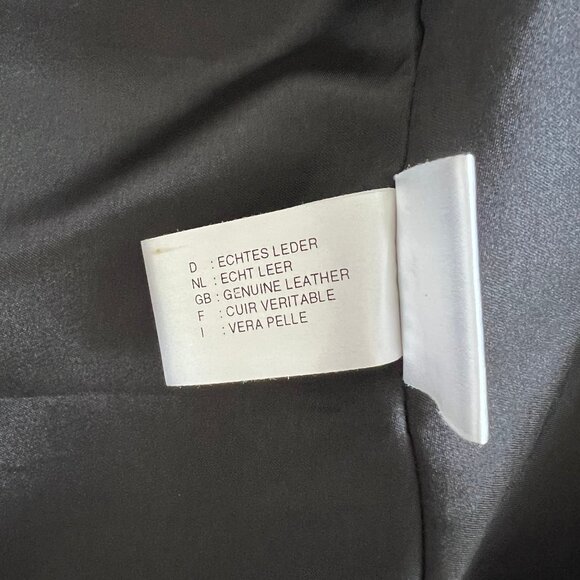 D : ECHTES LEDER
NL : ECHT LEER
GB : GENUINE LEATHER
F : CUIR VERITABLE
I : VERA PELLE